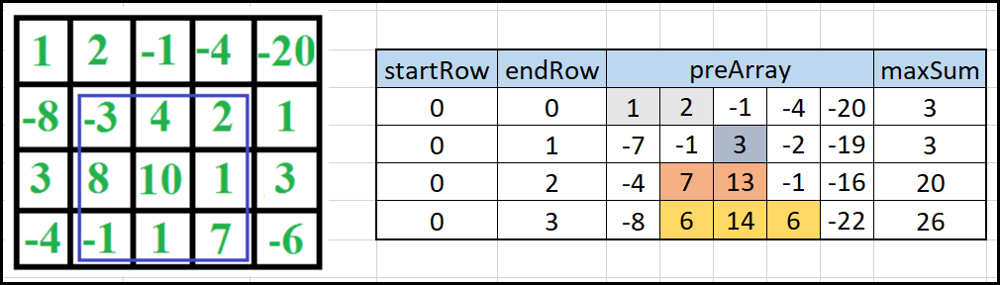 1 2 -1 -4 -20
-8 -3 4 2 1
3 8 10 1 3
-4 -1 1 7 -6
startRow endRow preArray maxSum
0 0 1 2 -1 -4 -20 3
0 1 -7 -1 3 -2 -19 3
0 2 -4 7 13 -1 -16 20
0 3 -8 6 14 6 -22 26